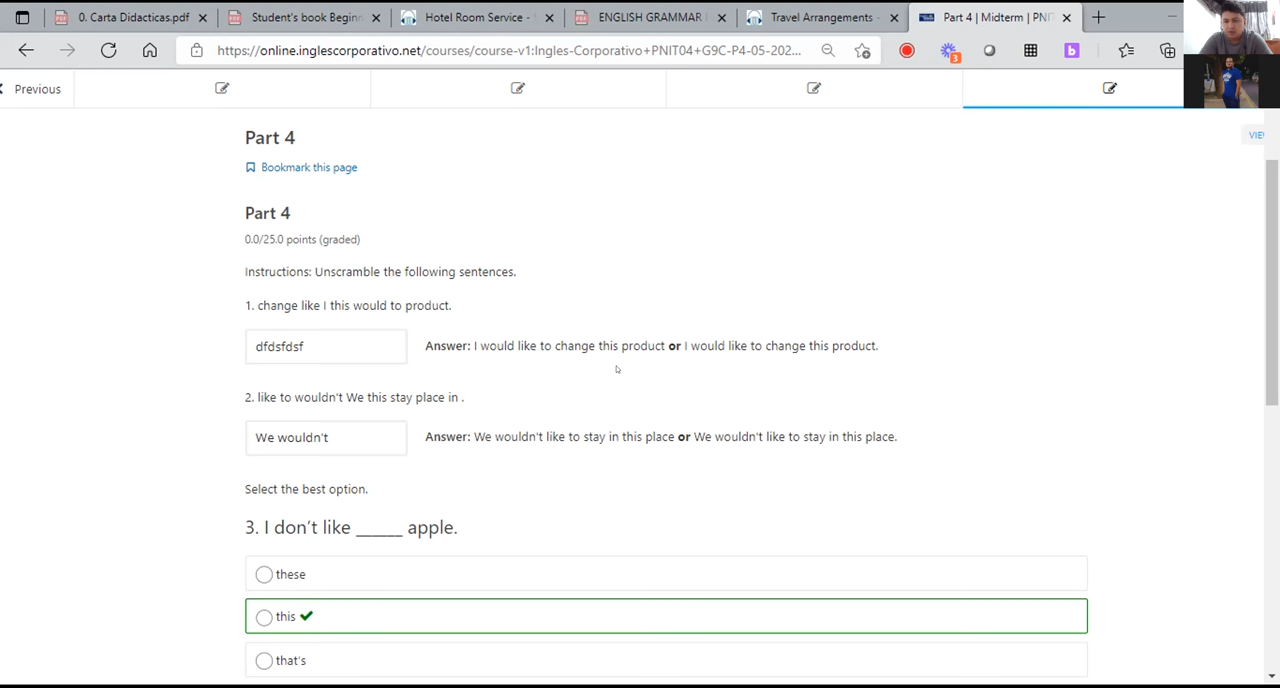 0. Carta Didacticas.pdf
Student's book Beginn
Hotel Room Service -
ENGLISH GRAMMAR
Travel Arrangements -
Part 4 | Midterm | PNIT
https://online.inglescorporativo.net/courses/course-v1:Ingles-Corporativo+PNIT04+G9C-P4-05-202...
3
b
Previous
VIE
Part 4
Bookmark this page
Part 4
0.0/25.0 points (graded)
Instructions: Unscramble the following sentences.
1. change like I this would to product.
dfdsfdsf
Answer: I would like to change this product or I would like to change this product.
2. like to wouldn't We this stay place in .
We wouldn't
Answer: We wouldn't like to stay in this place or We wouldn't like to stay in this place.
Select the best option.
3. I don't like ______ apple.
these
this
that's